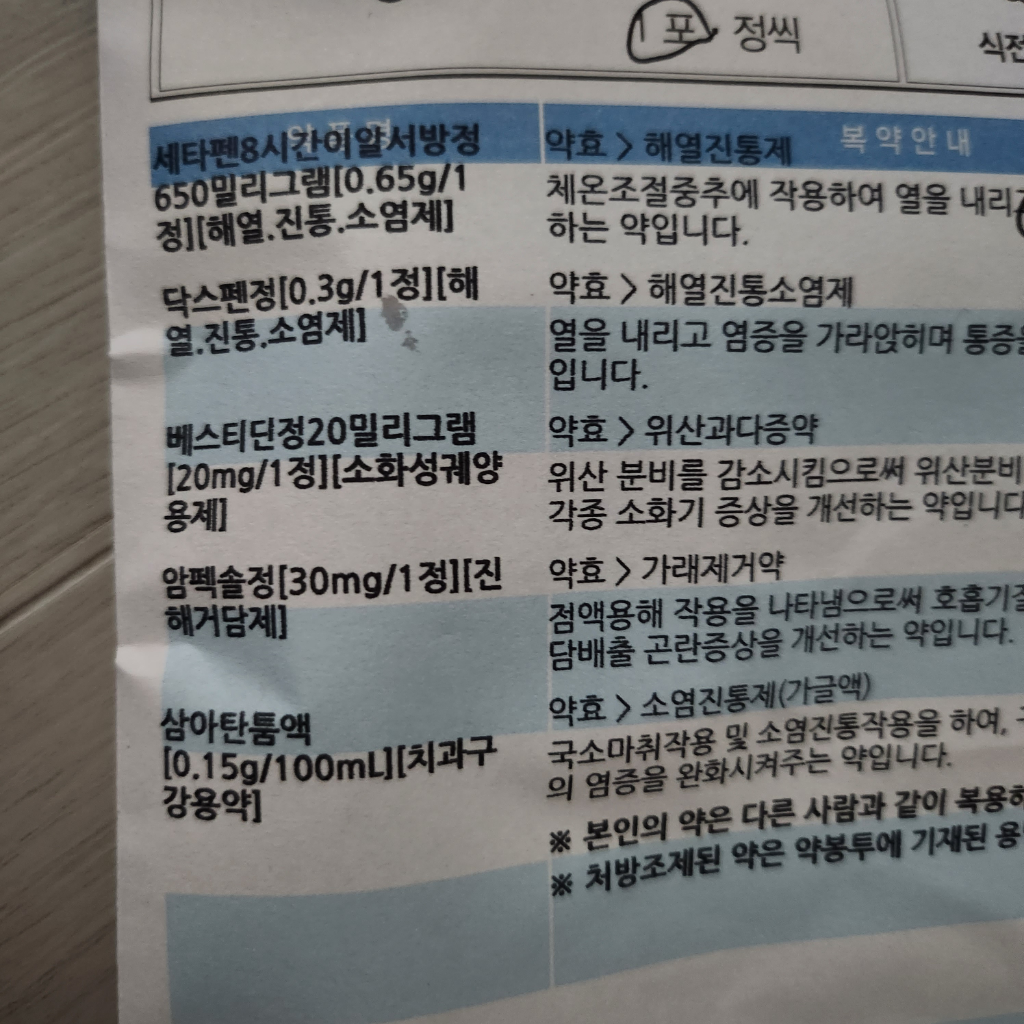 1 포 정씩
식전
복약안내
세타펜8시간이알서방정
650밀리그램[0.65g/1
정][해열.진통.소염제]
약효 > 해열진통제
체온조절중추에 작용하여 열을 내리
하는 약입니다.
닥스펜정[0.3g/1정][해
열.진통.소염제]
약효 > 해열진통소염제
열을 내리고 염증을 가라앉히며 통증을
입니다.
베스티딘정20밀리그램
[20mg/1정][소화성궤양
용제]
약효 > 위산과다증약
위산 분비를 감소시킴으로써 위산분비
각종 소화기 증상을 개선하는 약입니다
암펙솔정[30mg/1정][진
해거담제]
약효 > 가래제거약
점액용해 작용을 나타냄으로써 호흡기
담배출 곤란증상을 개선하는 약입니다.
삼아탄툼액
[0.15g/100mL][치과구
강용약]
약효 > 소염진통제(가글액)
국소마취작용 및 소염진통작용을 하여,
의 염증을 완화시켜주는 약입니다.
※ 본인의 약은 다른 사람과 같이 복용하
※ 처방조제된 약은 약봉투에 기재된 용